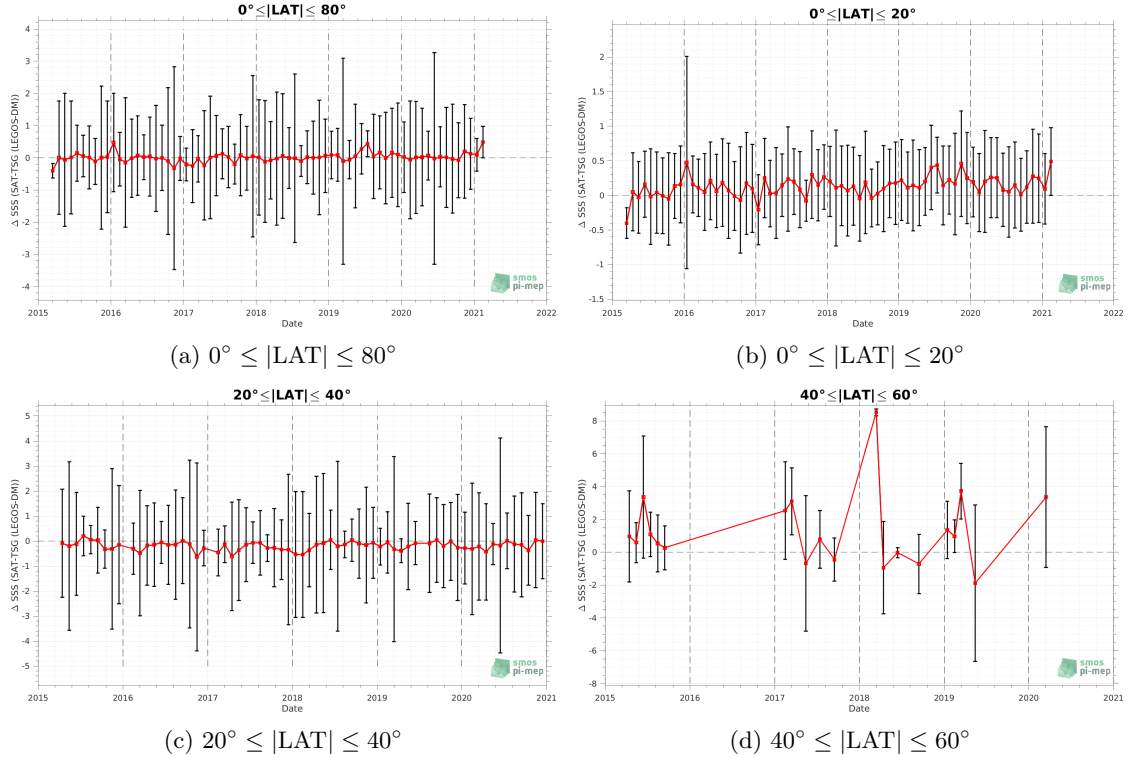 0°≤|LAT|≤ 80°
Δ SSS (SAT-TSG (LEGOS-DM))
4
3
2
1
0
-1
-2
-3
-4
2015 2016 2017 2018 2019 2020 2021 2022
Date
smos
pi-mep
(a) 0° ≤ |LAT| ≤ 80°
0°≤|LAT|≤ 20°
Δ SSS (SAT-TSG (LEGOS-DM))
2
1.5
1
0.5
0
-0.5
-1
-1.5
2015 2016 2017 2018 2019 2020 2021 2022
Date
smos
pi-mep
(b) 0° ≤ |LAT| ≤ 20°
20°≤|LAT|≤ 40°
Δ SSS (SAT-TSG (LEGOS-DM))
5
4
3
2
1
0
-1
-2
-3
-4
-5
2015 2016 2017 2018 2019 2020 2021
Date
smos
pi-mep
(c) 20° ≤ |LAT| ≤ 40°
40°≤|LAT|≤ 60°
Δ SSS (SAT-TSG (LEGOS-DM))
8
6
4
2
0
-2
-4
-6
-8
2015 2016 2017 2018 2019 2020 2021
Date
smos
pi-mep
(d) 40° ≤ |LAT| ≤ 60°